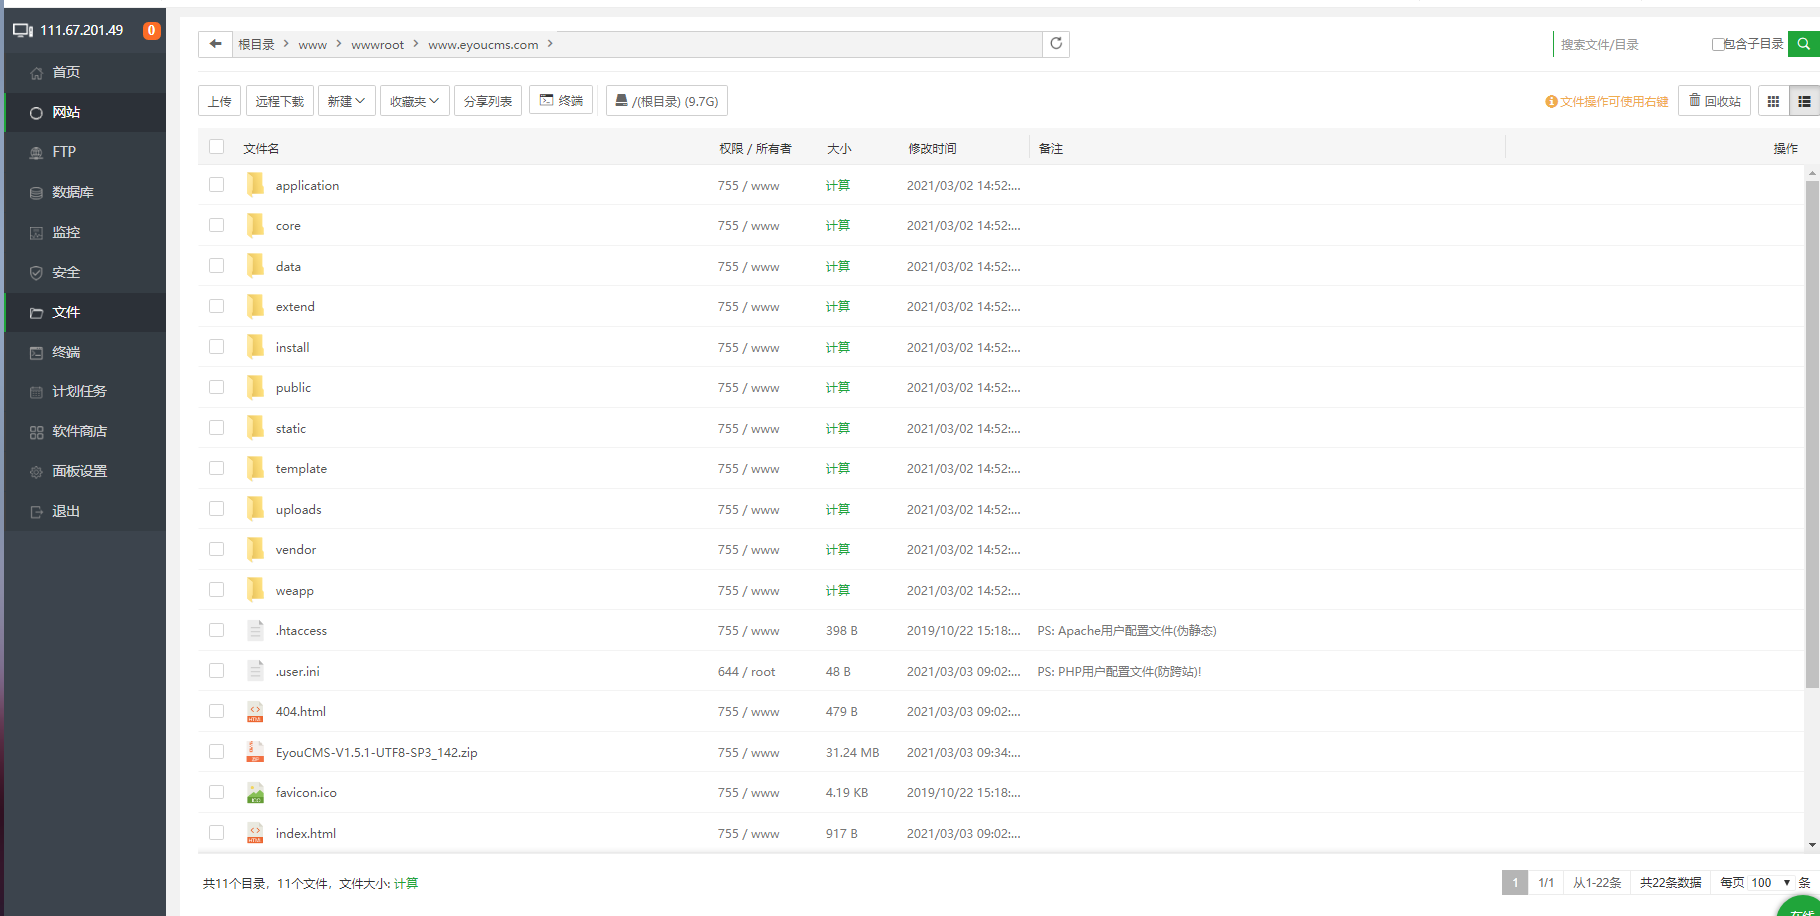 111.67.201.49 0
首页
网站
FTP
数据库
监控
安全
文件
终端
计划任务
软件商店
面板设置
退出
根目录 www wwwroot www.eyoucms.com
搜索文件/目录 包含子目录
上传 远程下载 新建 收藏夹 分享列表 终端 /(根目录) (9.7G)
文件操作可使用右键 回收站
文件名 权限 / 所有者 大小 修改时间 备注 操作
application 755 / www 计算 2021/03/02 14:52:...
core 755 / www 计算 2021/03/02 14:52:...
data 755 / www 计算 2021/03/02 14:52:...
extend 755 / www 计算 2021/03/02 14:52:...
install 755 / www 计算 2021/03/02 14:52:...
public 755 / www 计算 2021/03/02 14:52:...
static 755 / www 计算 2021/03/02 14:52:...
template 755 / www 计算 2021/03/02 14:52:...
uploads 755 / www 计算 2021/03/02 14:52:...
vendor 755 / www 计算 2021/03/02 14:52:...
weapp 755 / www 计算 2021/03/02 14:52:...
.htaccess 755 / www 398 B 2019/10/22 15:18:... PS: Apache用户配置文件(伪静态)
.user.ini 644 / root 48 B 2021/03/03 09:02:... PS: PHP用户配置文件(防跨站)!
404.html 755 / www 479 B 2021/03/03 09:02:...
EyouCMS-V1.5.1-UTF8-SP3_142.zip 755 / www 31.24 MB 2021/03/03 09:34:...
favicon.ico 755 / www 4.19 KB 2019/10/22 15:18:...
index.html 755 / www 917 B 2021/03/03 09:02:...
共11个目录，11个文件，文件大小: 计算
1 1/1 从1-22条 共22条数据 每页 100 条
在线